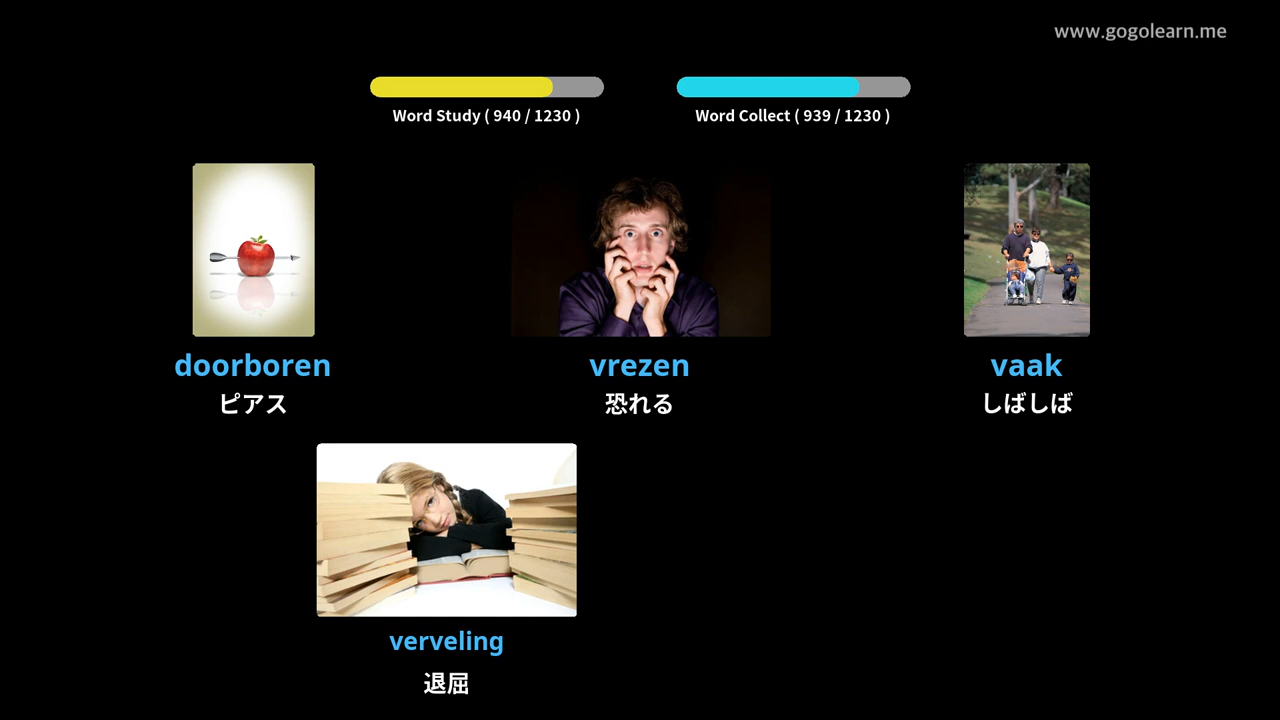 www.gogolearn.me
Word Study ( 940 / 1230 )
Word Collect ( 939 / 1230 )
doorboren
ピアス
vrezen
恐れる
vaak
しばしば
verveling
退屈